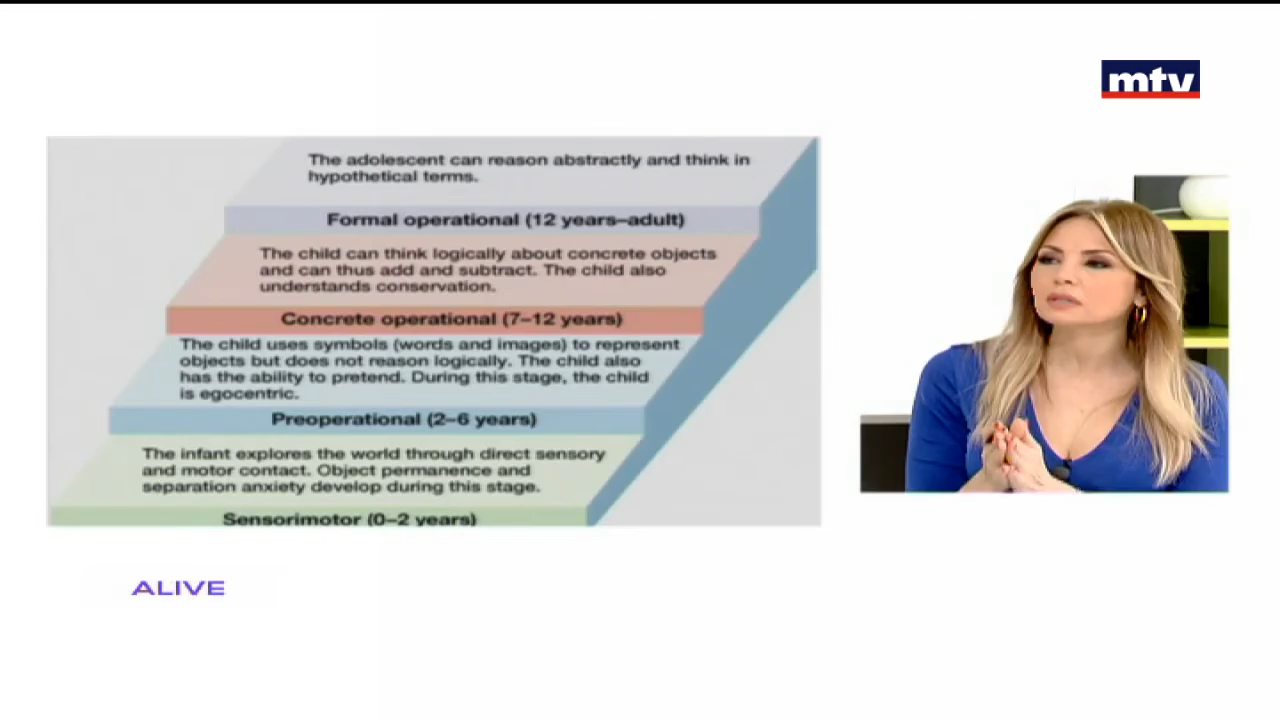 mtv
The adolescent can reason abstractly and think in
hypothetical terms.
Formal operational (12 years–adult)
The child can think logically about concrete objects
and can thus add and subtract. The child also
understands conservation.
Concrete operational (7–12 years)
The child uses symbols (words and images) to represent
objects but does not reason logically. The child also
has the ability to pretend. During this stage, the child
is egocentric.
Preoperational (2–6 years)
The infant explores the world through direct sensory
and motor contact. Object permanence and
separation anxiety develop during this stage.
Sensorimotor (0–2 years)
ALIVE